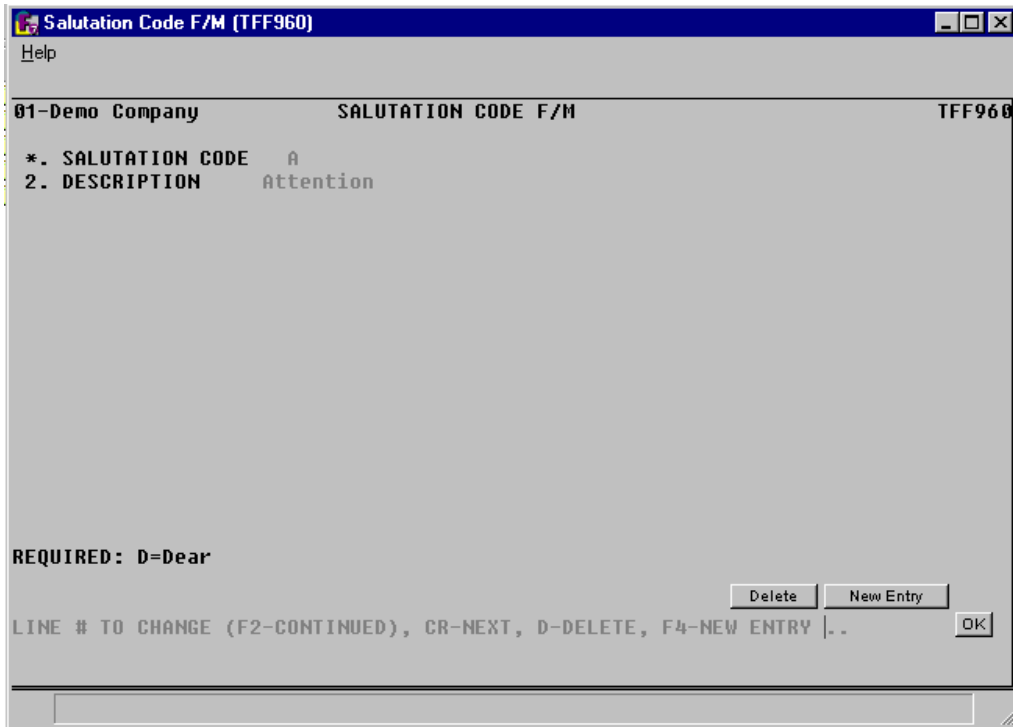 Salutation Code F/M (TFF960)
Help
01-Demo Company SALUTATION CODE F/M TFF960
*. SALUTATION CODE A
2. DESCRIPTION Attention
REQUIRED: D=Dear
Delete New Entry
LINE # TO CHANGE (F2-CONTINUED), CR-NEXT, D-DELETE, F4-NEW ENTRY .. OK